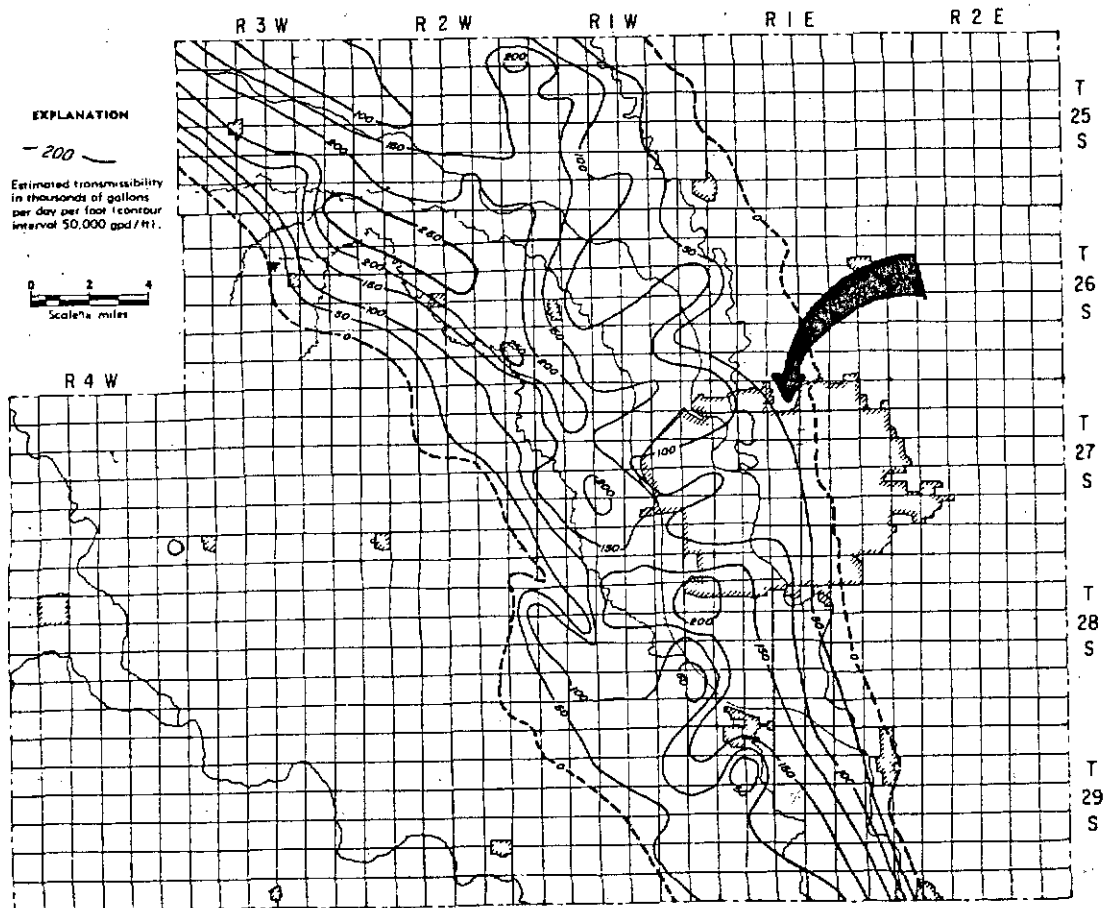 R 3 W R 2 W R 1 W R 1 E R 2 E
T
25
S
EXPLANATION
200
Estimated transmissibility
in thousands of gallons
per day per foot (contour
interval 50,000 gpd/ft).
0 2 4
Scale in miles
T
26
S
R 4 W
T
27
S
T
28
S
T
29
S
200
100
150
200
100
0
250
50
200
150
50
100
0
200
100
200
150
200
0
50
150
100
50
0
0
150
100